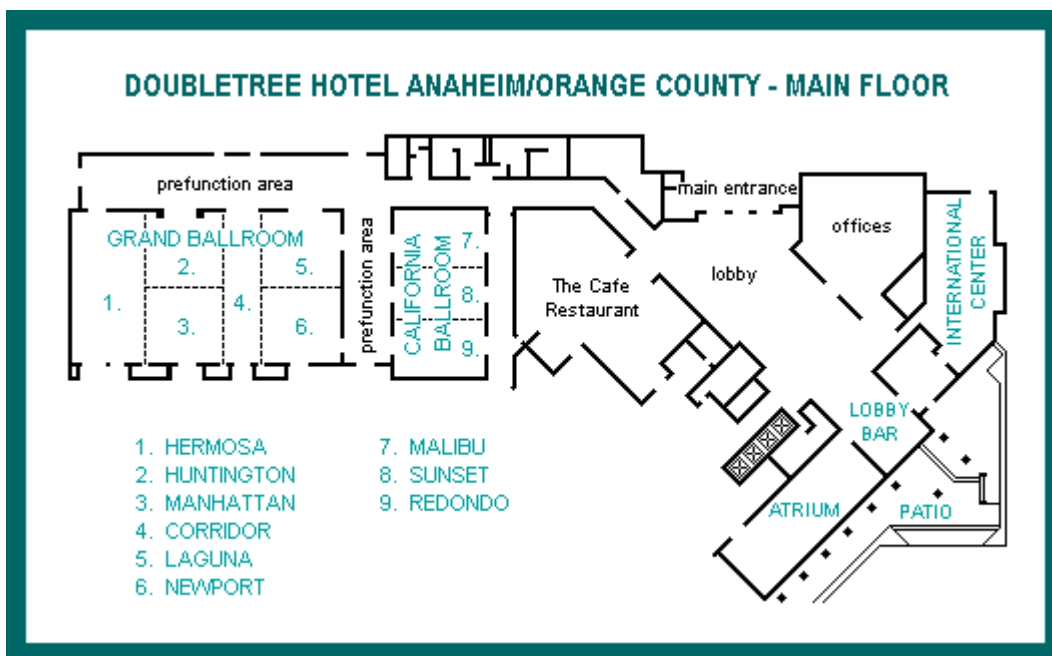 DOUBLETREE HOTEL ANAHEIM/ORANGE COUNTY - MAIN FLOOR
prefunction area
main entrance
GRAND BALLROOM
1.
2.
3.
4.
5.
6.
prefunction area
CALIFORNIA
BALLROOM
7.
8.
9.
The Cafe
Restaurant
lobby
offices
INTERNATIONAL
CENTER
LOBBY
BAR
ATRIUM
PATIO
1. HERMOSA
2. HUNTINGTON
3. MANHATTAN
4. CORRIDOR
5. LAGUNA
6. NEWPORT
7. MALIBU
8. SUNSET
9. REDONDO